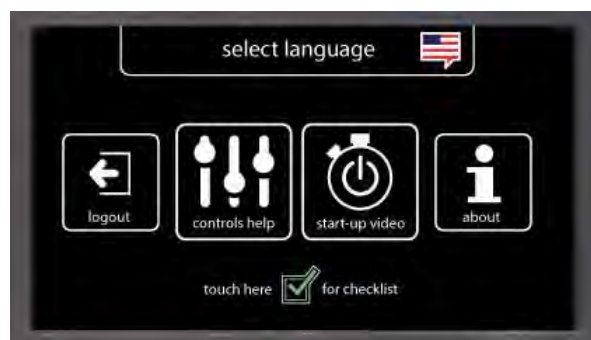 select language
logout
controls help
start-up video
about
touch here for checklist